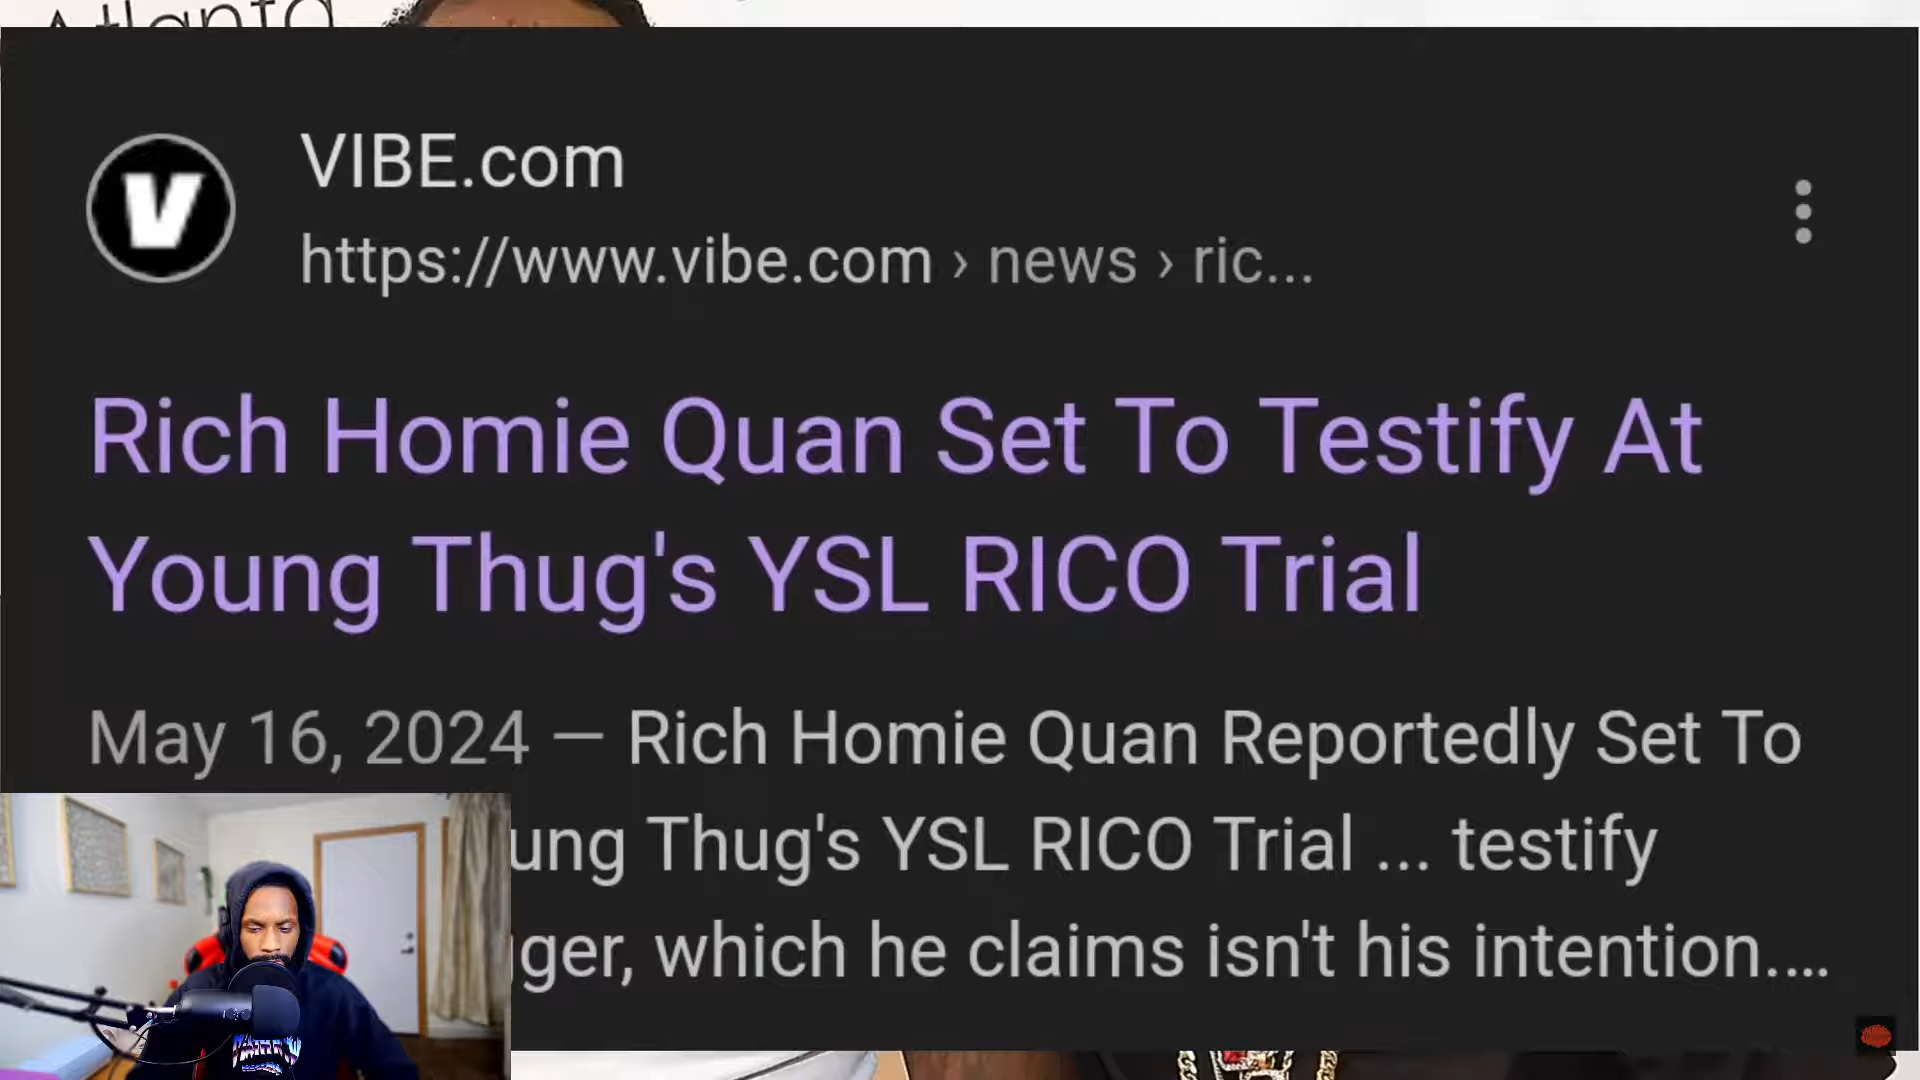 Atlanta
V
VIBE.com
https://www.vibe.com › news › ric...
Rich Homie Quan Set To Testify At
Young Thug's YSL RICO Trial
May 16, 2024 — Rich Homie Quan Reportedly Set To
ung Thug's YSL RICO Trial ... testify
ger, which he claims isn't his intention....